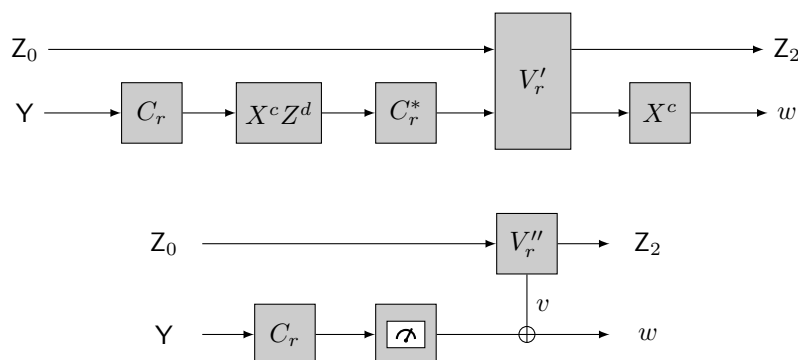 Z₀ V′ᵣ Z₂
Y Cᵣ XᶜZᵈ Cᵣ* Xᶜ w
Z₀ V″ᵣ Z₂
v
Y Cᵣ w